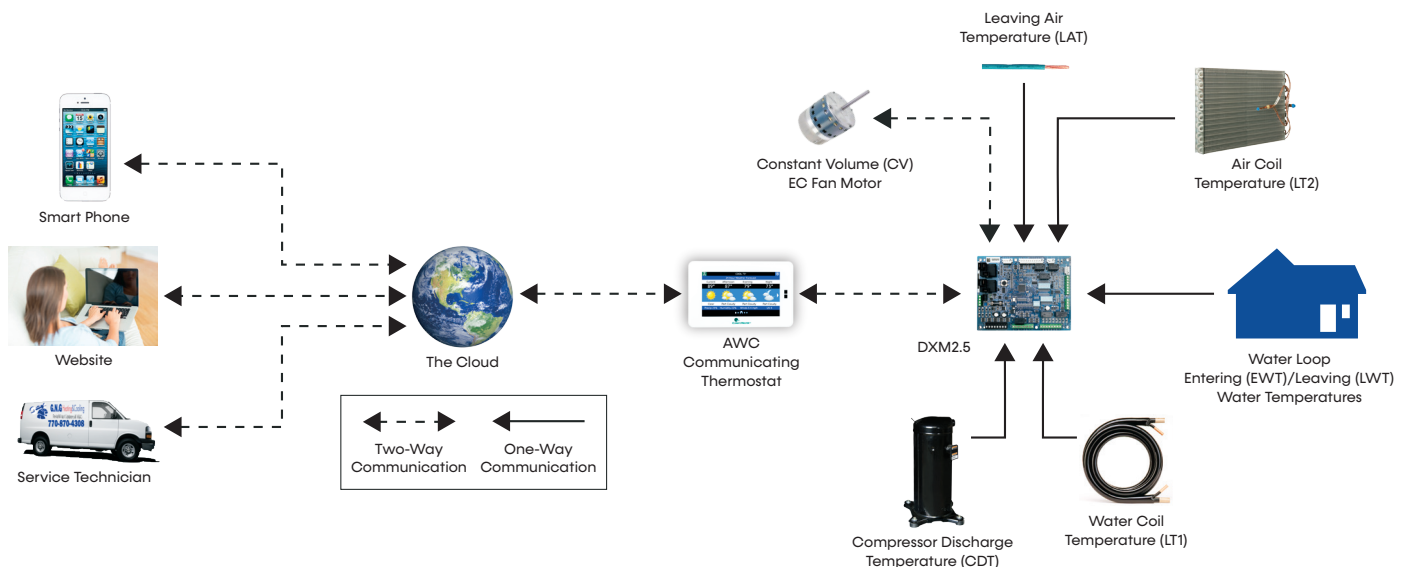 Leaving Air
Temperature (LAT)
Constant Volume (CV)
EC Fan Motor
Air Coil
Temperature (LT2)
Smart Phone
Website
G.N.G Heating&Cooling
770-870-4308
Service Technician
The Cloud
AWC
Communicating
Thermostat
DXM2.5
Water Loop
Entering (EWT)/Leaving (LWT)
Water Temperatures
Two-Way
Communication
One-Way
Communication
Compressor Discharge
Temperature (CDT)
Water Coil
Temperature (LT1)